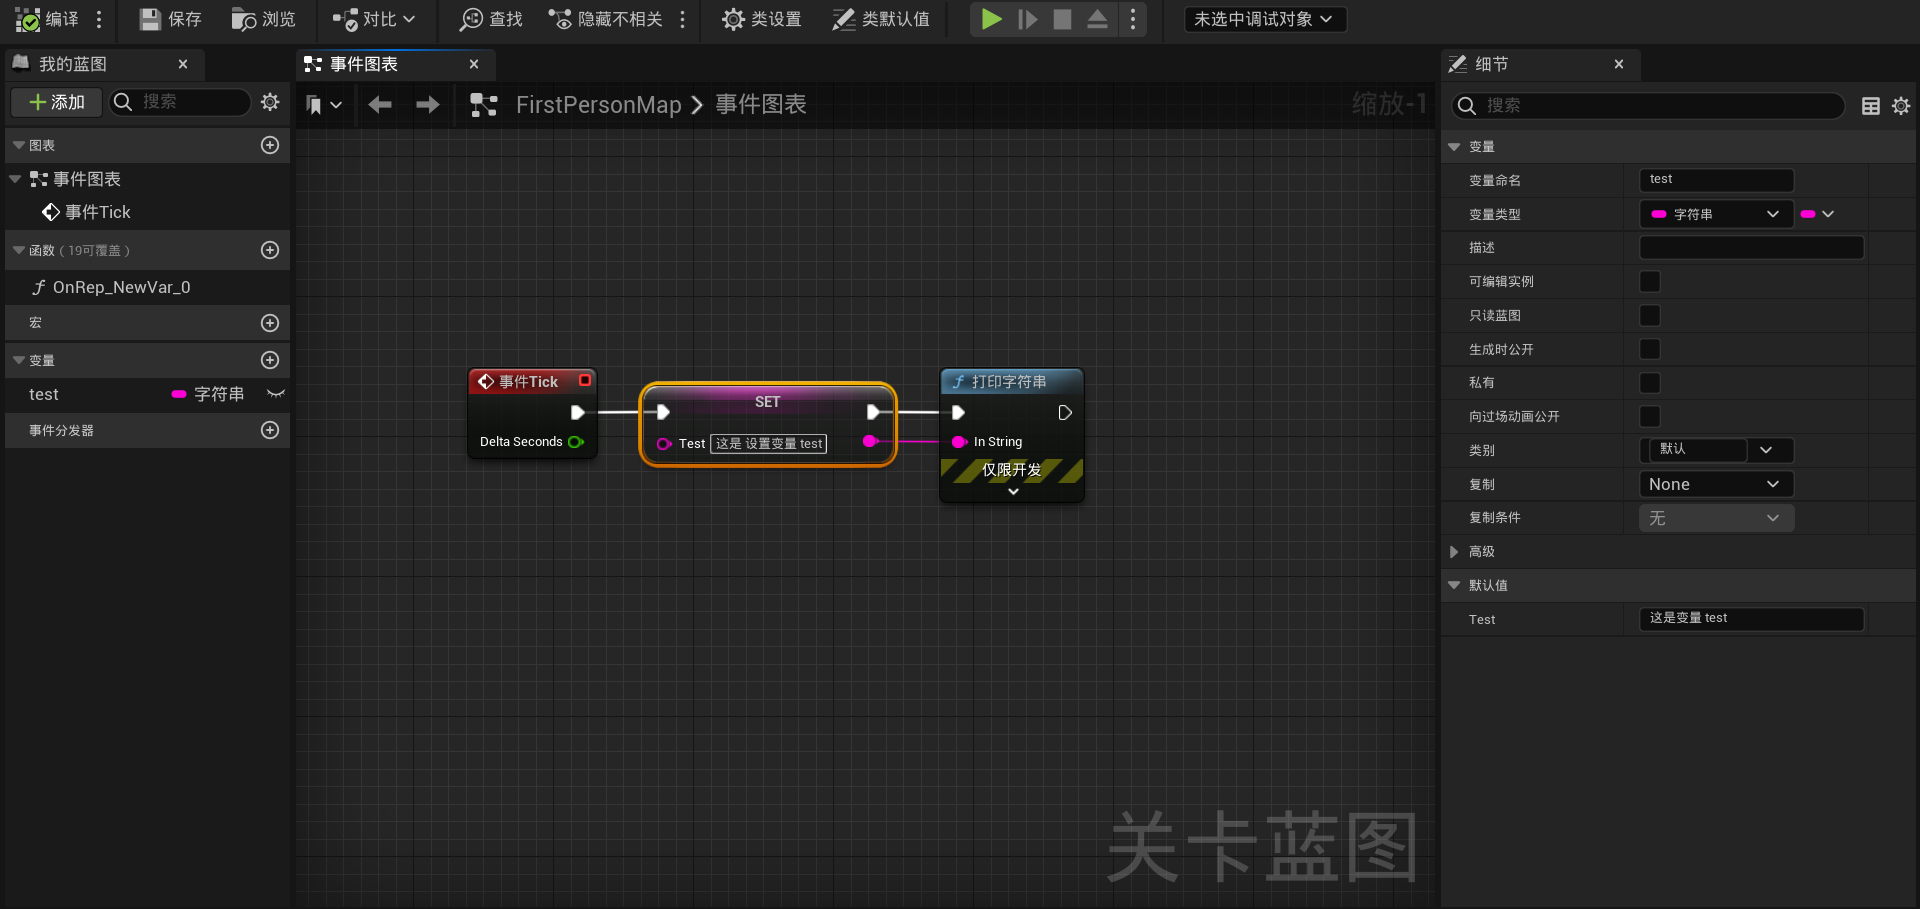 编译
保存
浏览
对比
查找
隐藏不相关
类设置
类默认值
未选中调试对象
我的蓝图
事件图表
细节
添加
搜索
FirstPersonMap
事件图表
缩放-1
搜索
图表
事件图表
事件Tick
函数 (19可覆盖)
OnRep_NewVar_0
宏
变量
test
字符串
事件分发器
事件Tick
Delta Seconds
SET
Test
这是 设置变量 test
打印字符串
In String
仅限开发
关卡蓝图
变量
变量命名
test
变量类型
字符串
描述
可编辑实例
只读蓝图
生成时公开
私有
向过场动画公开
类别
默认
复制
None
复制条件
无
高级
默认值
Test
这是变量 test